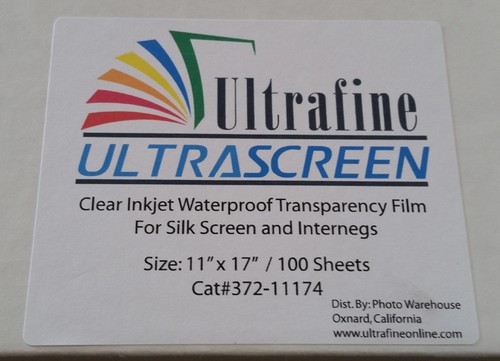 Ultrafine
ULTRASCREEN
Clear Inkjet Waterproof Transparency Film
For Silk Screen and Internegs
Size: 11" x 17" / 100 Sheets
Cat#372-11174
Dist. By: Photo Warehouse
Oxnard, California
www.ultrafineonline.com